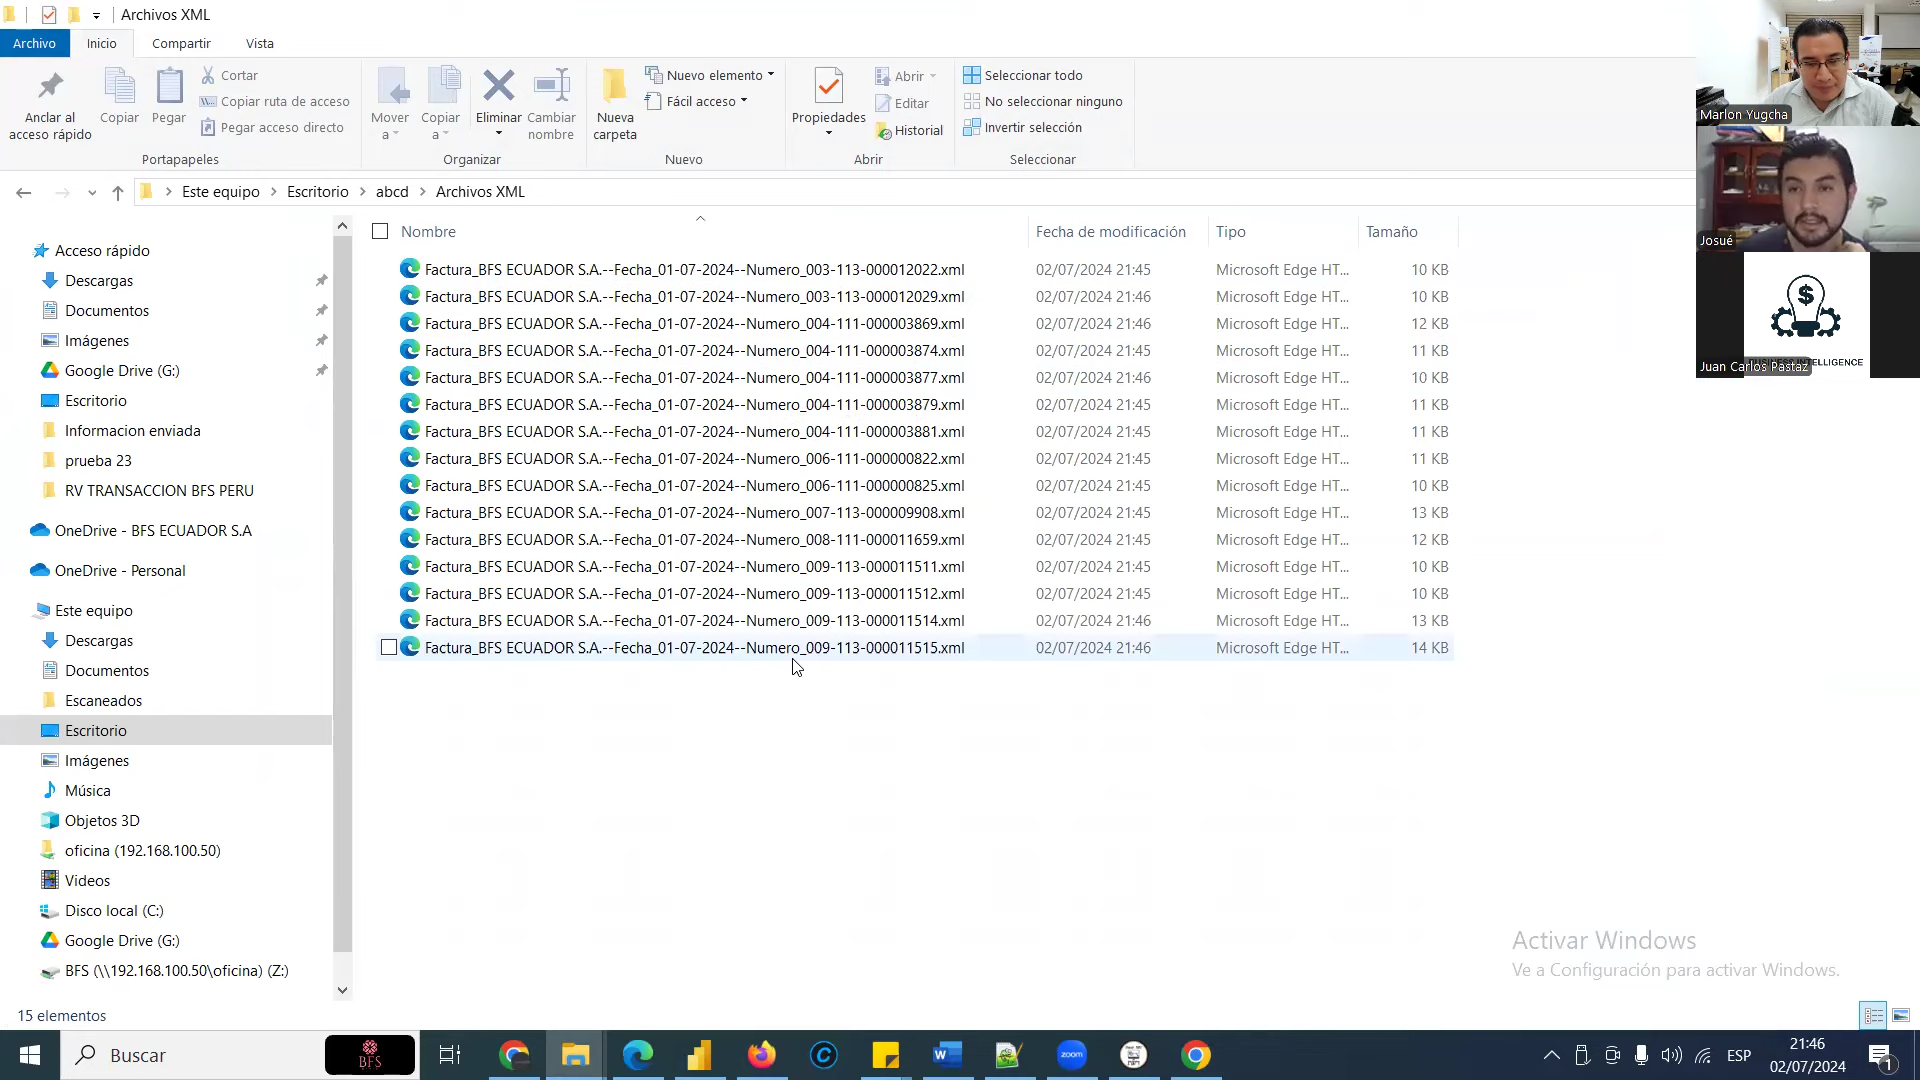 Archivos XML
Archivo Inicio Compartir Vista
Anclar al acceso rápido
Copiar
Pegar
Cortar
Copiar ruta de acceso
Pegar acceso directo
Portapapeles
Mover a
Copiar a
Eliminar
Cambiar nombre
Organizar
Nueva carpeta
Nuevo elemento
Fácil acceso
Nuevo
Propiedades
Abrir
Editar
Historial
Abrir
Seleccionar todo
No seleccionar ninguno
Invertir selección
Seleccionar
Este equipo > Escritorio > abcd > Archivos XML
Acceso rápido
Descargas
Documentos
Imágenes
Google Drive (G:)
Escritorio
Informacion enviada
prueba 23
RV TRANSACCION BFS PERU
OneDrive - BFS ECUADOR S.A
OneDrive - Personal
Este equipo
Descargas
Documentos
Escaneados
Escritorio
Imágenes
Música
Objetos 3D
oficina (192.168.100.50)
Videos
Disco local (C:)
Google Drive (G:)
BFS (\\192.168.100.50\oficina) (Z:)
Nombre Fecha de modificación Tipo Tamaño
Factura_BFS ECUADOR S.A.--Fecha_01-07-2024--Numero_003-113-000012022.xml 02/07/2024 21:45 Microsoft Edge HT... 10 KB
Factura_BFS ECUADOR S.A.--Fecha_01-07-2024--Numero_003-113-000012029.xml 02/07/2024 21:46 Microsoft Edge HT... 10 KB
Factura_BFS ECUADOR S.A.--Fecha_01-07-2024--Numero_004-111-000003869.xml 02/07/2024 21:46 Microsoft Edge HT... 12 KB
Factura_BFS ECUADOR S.A.--Fecha_01-07-2024--Numero_004-111-000003874.xml 02/07/2024 21:45 Microsoft Edge HT... 11 KB
Factura_BFS ECUADOR S.A.--Fecha_01-07-2024--Numero_004-111-000003877.xml 02/07/2024 21:46 Microsoft Edge HT... 10 KB
Factura_BFS ECUADOR S.A.--Fecha_01-07-2024--Numero_004-111-000003879.xml 02/07/2024 21:45 Microsoft Edge HT... 11 KB
Factura_BFS ECUADOR S.A.--Fecha_01-07-2024--Numero_004-111-000003881.xml 02/07/2024 21:45 Microsoft Edge HT... 11 KB
Factura_BFS ECUADOR S.A.--Fecha_01-07-2024--Numero_006-111-000000822.xml 02/07/2024 21:45 Microsoft Edge HT... 11 KB
Factura_BFS ECUADOR S.A.--Fecha_01-07-2024--Numero_006-111-000000825.xml 02/07/2024 21:45 Microsoft Edge HT... 10 KB
Factura_BFS ECUADOR S.A.--Fecha_01-07-2024--Numero_007-113-000009908.xml 02/07/2024 21:45 Microsoft Edge HT... 13 KB
Factura_BFS ECUADOR S.A.--Fecha_01-07-2024--Numero_008-111-000011659.xml 02/07/2024 21:45 Microsoft Edge HT... 12 KB
Factura_BFS ECUADOR S.A.--Fecha_01-07-2024--Numero_009-113-000011511.xml 02/07/2024 21:45 Microsoft Edge HT... 10 KB
Factura_BFS ECUADOR S.A.--Fecha_01-07-2024--Numero_009-113-000011512.xml 02/07/2024 21:45 Microsoft Edge HT... 10 KB
Factura_BFS ECUADOR S.A.--Fecha_01-07-2024--Numero_009-113-000011514.xml 02/07/2024 21:46 Microsoft Edge HT... 13 KB
Factura_BFS ECUADOR S.A.--Fecha_01-07-2024--Numero_009-113-000011515.xml 02/07/2024 21:46 Microsoft Edge HT... 14 KB
Marlon Yugcha
Josué
Juan Carlos Pastaz
Activar Windows
Ve a Configuración para activar Windows.
15 elementos
Buscar
BFS
zoom
ESP
21:46
02/07/2024
1